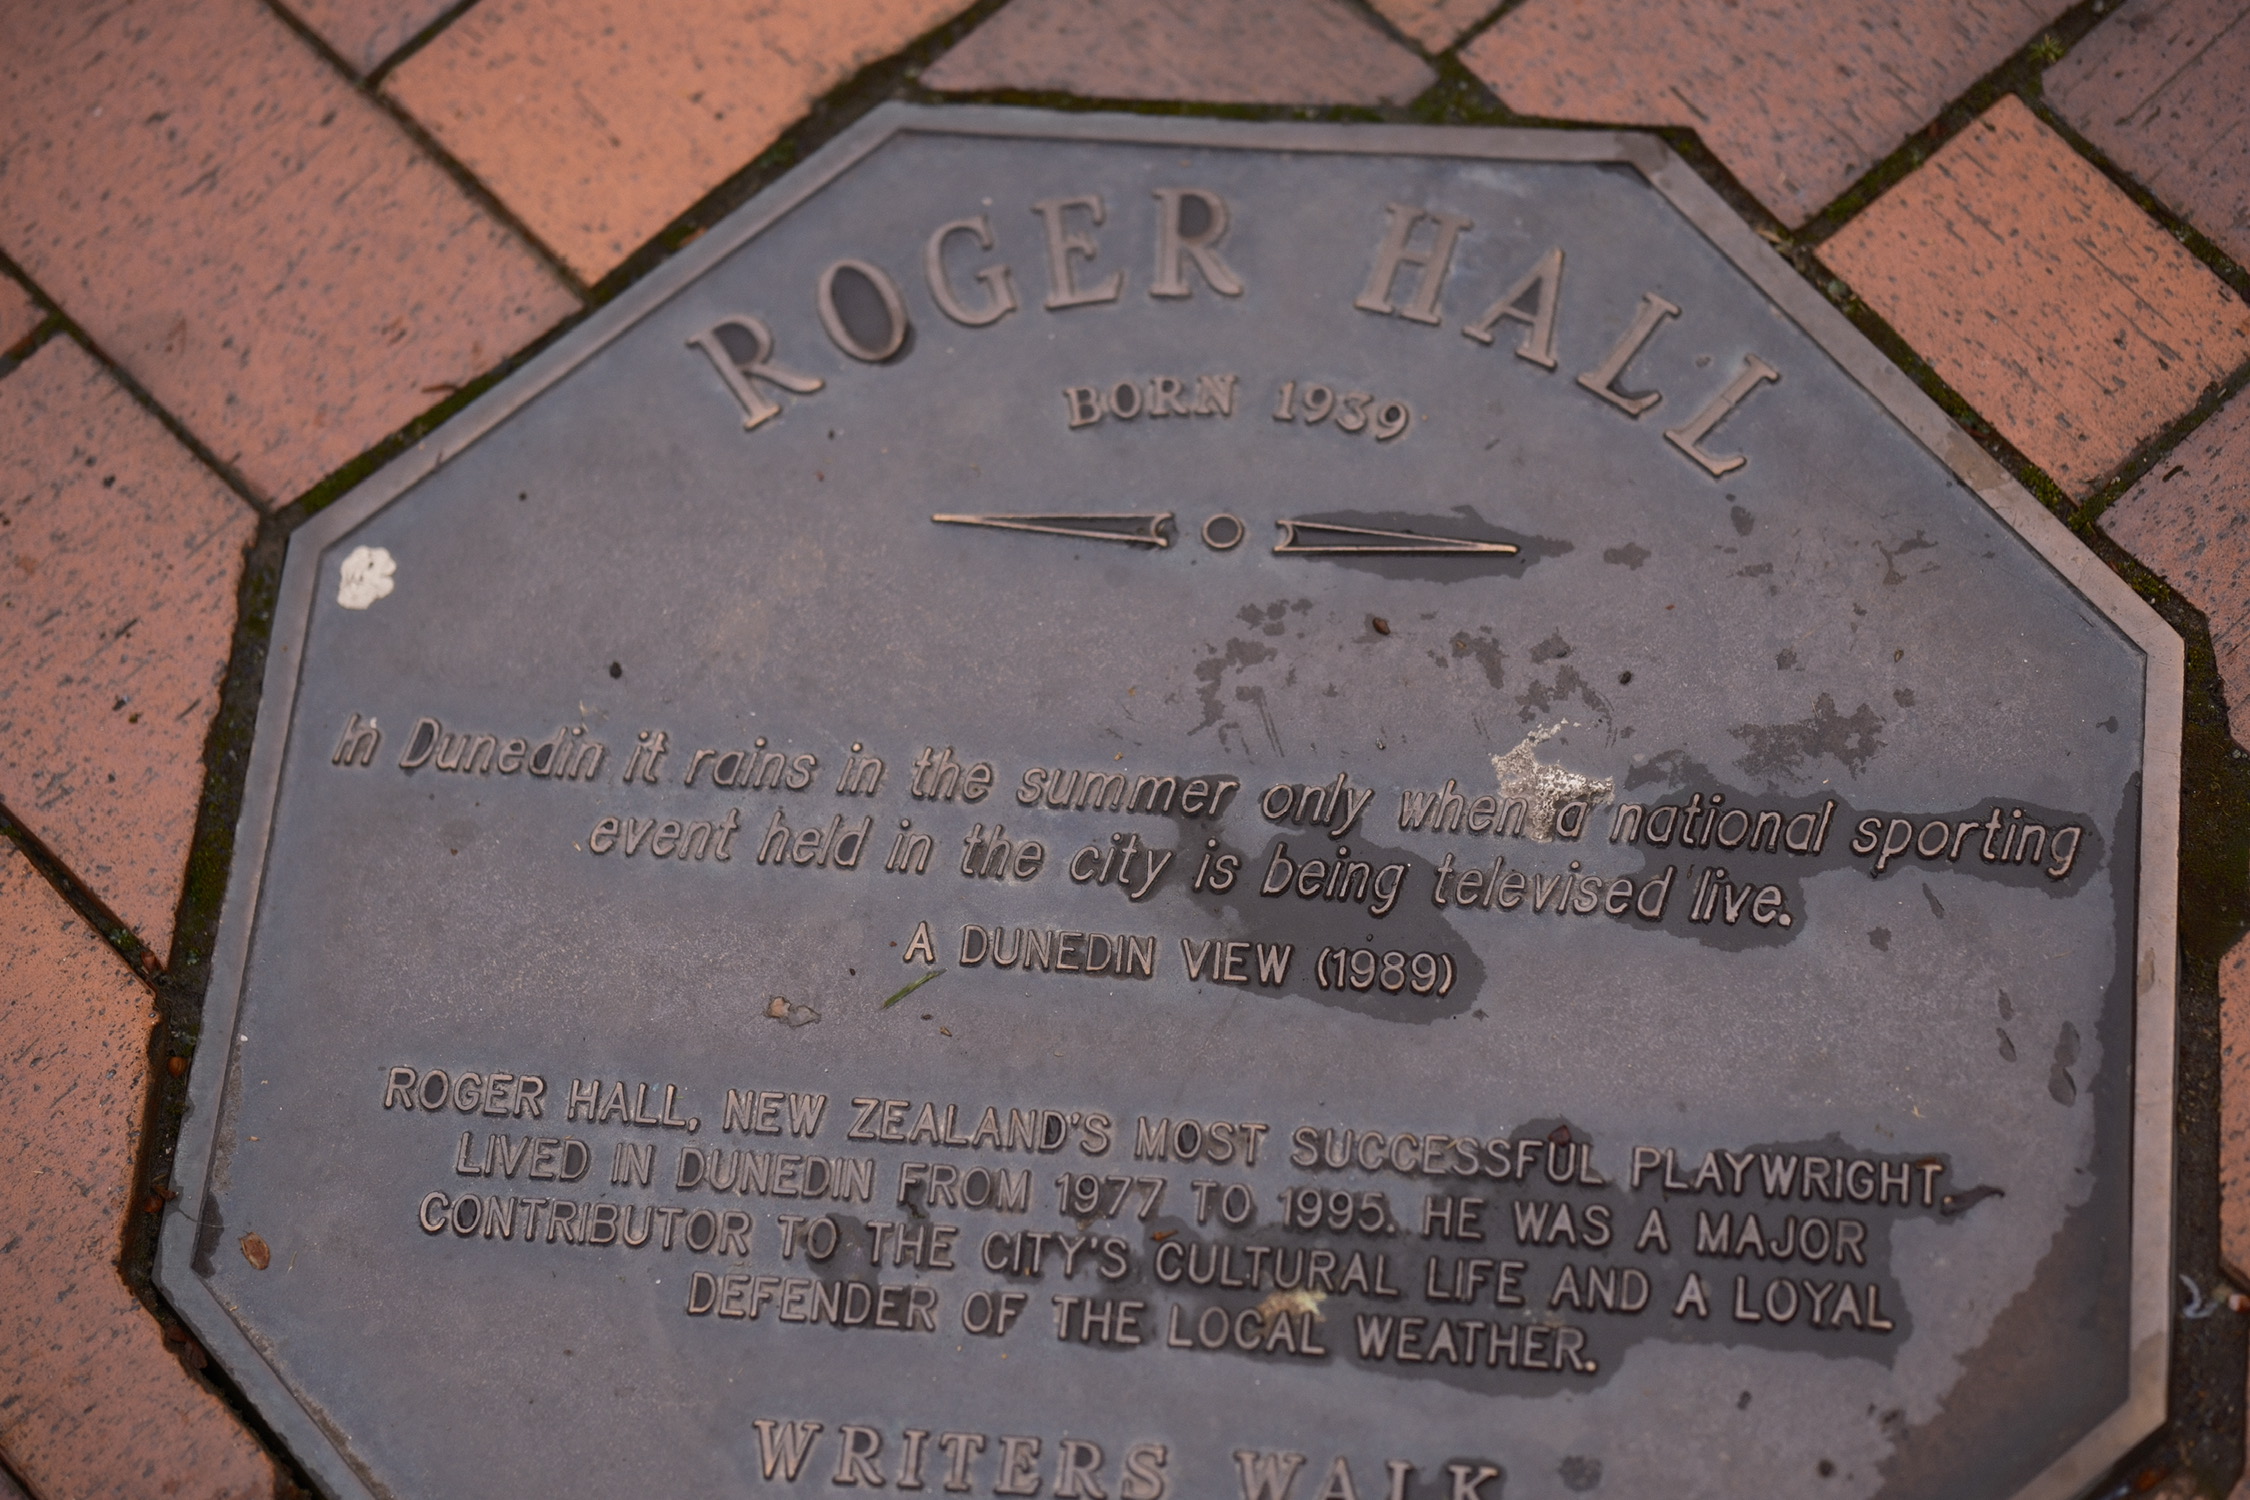 ROGER HALL
BORN 1939
In Dunedin it rains in the summer only when a national sporting
event held in the city is being televised live.
A DUNEDIN VIEW (1989)
ROGER HALL, NEW ZEALAND'S MOST SUCCESSFUL PLAYWRIGHT,
LIVED IN DUNEDIN FROM 1977 TO 1995. HE WAS A MAJOR
CONTRIBUTOR TO THE CITY'S CULTURAL LIFE AND A LOYAL
DEFENDER OF THE LOCAL WEATHER.
WRITERS WALK